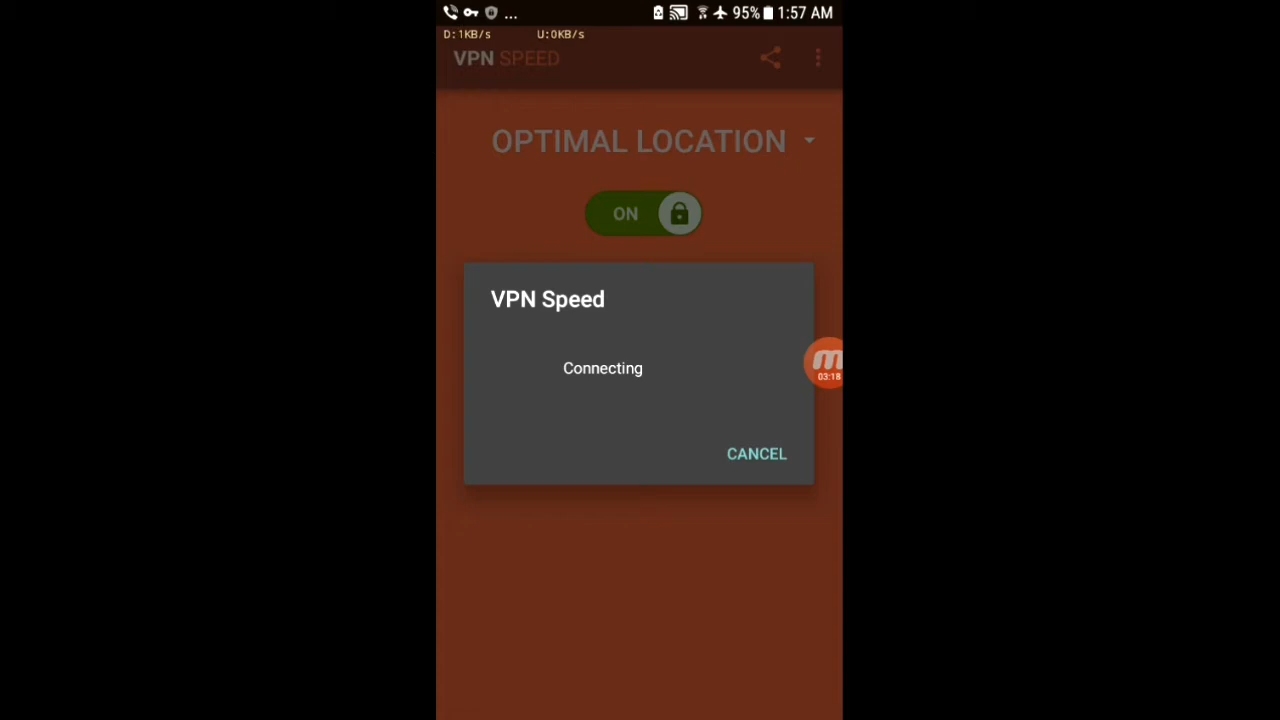 ... 95% 1:57 AM
D:1KB/s U:0KB/s
VPN SPEED
OPTIMAL LOCATION
ON
VPN Speed
Connecting
m
03:18
CANCEL